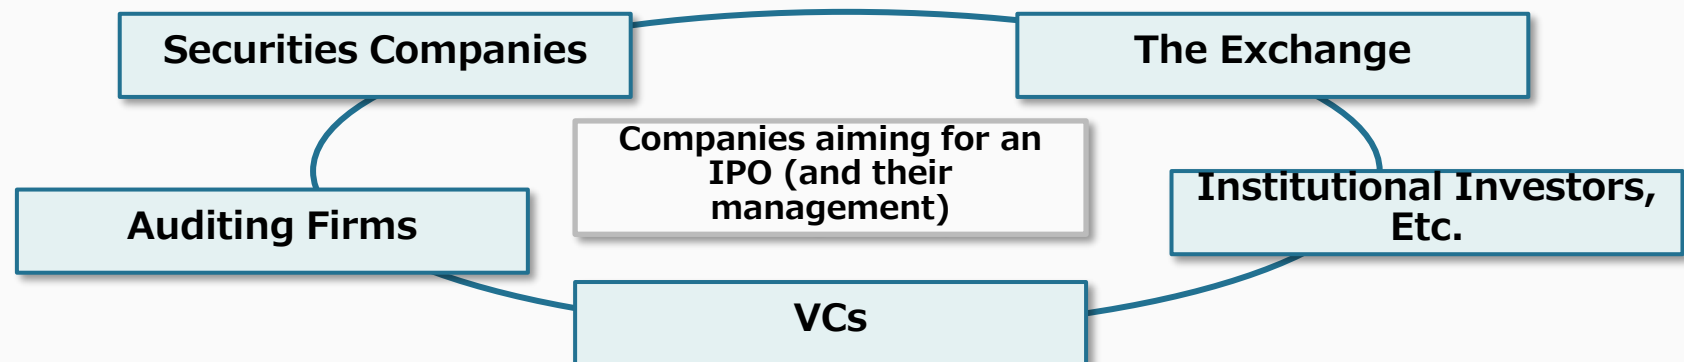 Securities Companies
The Exchange
Companies aiming for an
IPO (and their
management)
Institutional Investors,
Etc.
Auditing Firms
VCs